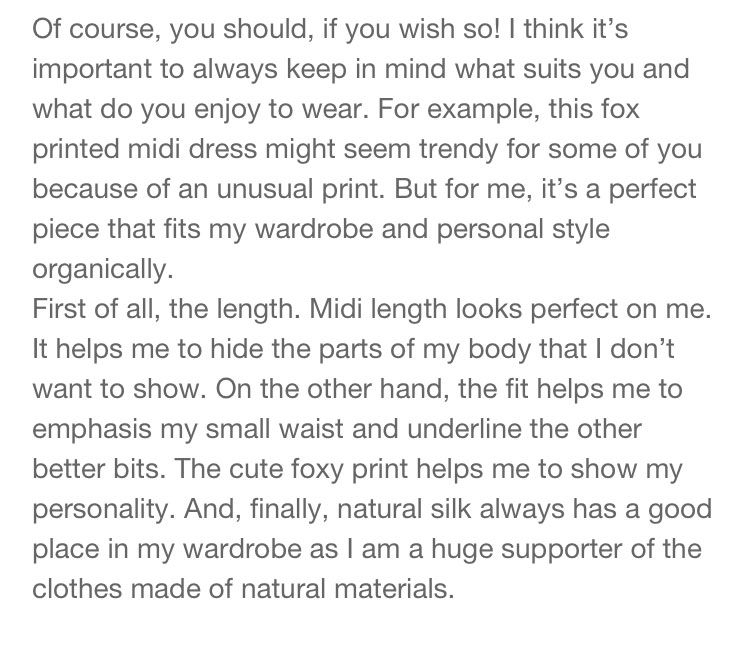 Of course, you should, if you wish so! I think it’s
important to always keep in mind what suits you and
what do you enjoy to wear. For example, this fox
printed midi dress might seem trendy for some of you
because of an unusual print. But for me, it’s a perfect
piece that fits my wardrobe and personal style
organically.
First of all, the length. Midi length looks perfect on me.
It helps me to hide the parts of my body that I don’t
want to show. On the other hand, the fit helps me to
emphasis my small waist and underline the other
better bits. The cute foxy print helps me to show my
personality. And, finally, natural silk always has a good
place in my wardrobe as I am a huge supporter of the
clothes made of natural materials.